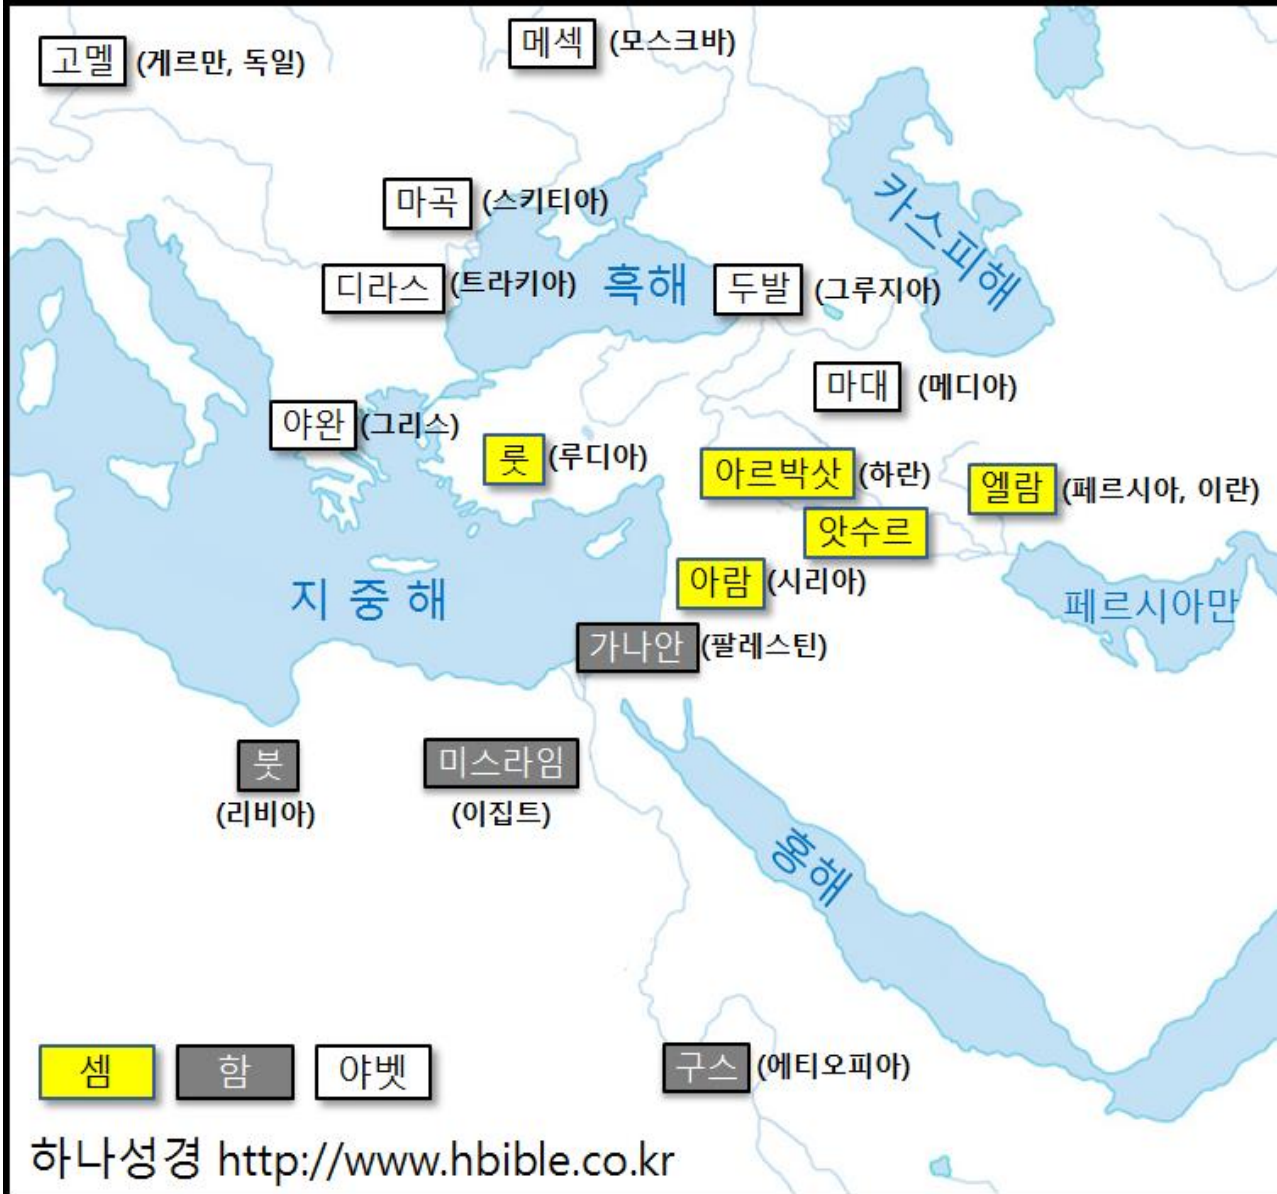 고멜 (게르만, 독일)
메섹 (모스크바)
마곡 (스키티아)
카스피해
디라스 (트라키아)
흑해
두발 (그루지아)
마대 (메디아)
야완 (그리스)
룻 (루디아)
아르박삿 (하란)
엘람 (페르시아, 이란)
앗수르
아람 (시리아)
지중해
페르시아만
가나안 (팔레스틴)
붓
(리비아)
미스라임
(이집트)
홍해
구스 (에티오피아)
셈 함 야벳
하나성경 http://www.hbible.co.kr